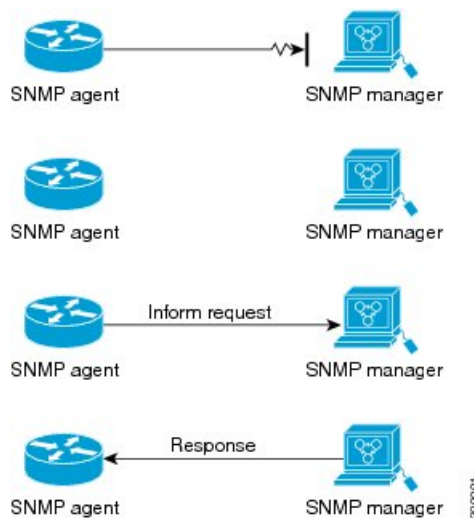 SNMP agent SNMP manager
SNMP agent SNMP manager
Inform request
SNMP agent SNMP manager
Response
SNMP agent SNMP manager